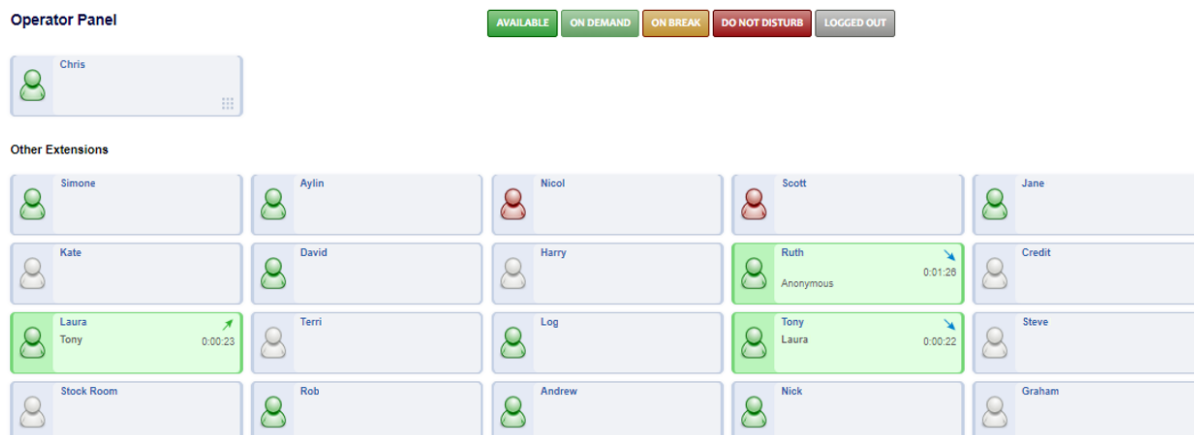 Operator Panel
AVAILABLE
ON DEMAND
ON BREAK
DO NOT DISTURB
LOGGED OUT
Chris
Other Extensions
Simone
Aylin
Nicol
Scott
Jane
Kate
David
Harry
Ruth
0:01:28
Anonymous
Credit
Laura
Tony 0:00:23
Terri
Log
Tony
Laura 0:00:22
Steve
Stock Room
Rob
Andrew
Nick
Graham